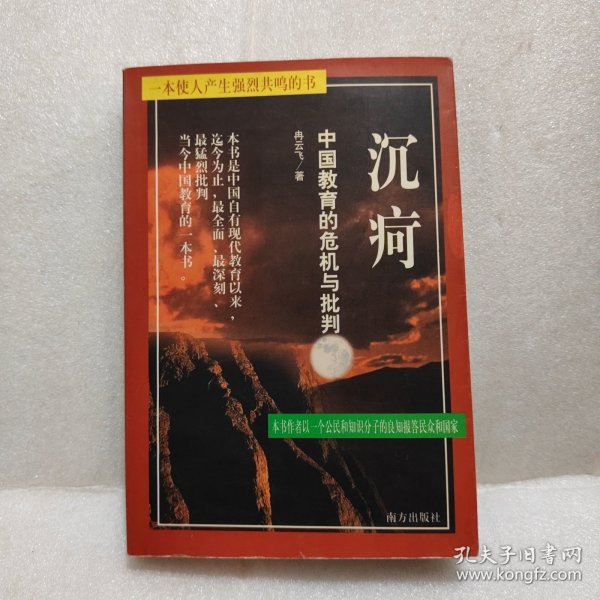 一本使人产生强烈共鸣的书
沉疴
中国教育的危机与批判
冉云飞／著
本书是中国自有现代教育以来，
迄今为止，最全面、最深刻、
最猛烈批判
当今中国教育的一本书。
本书作者以一个公民和知识分子的良知报答民众和国家
南方出版社
孔夫子旧书网
www.kongfz.com